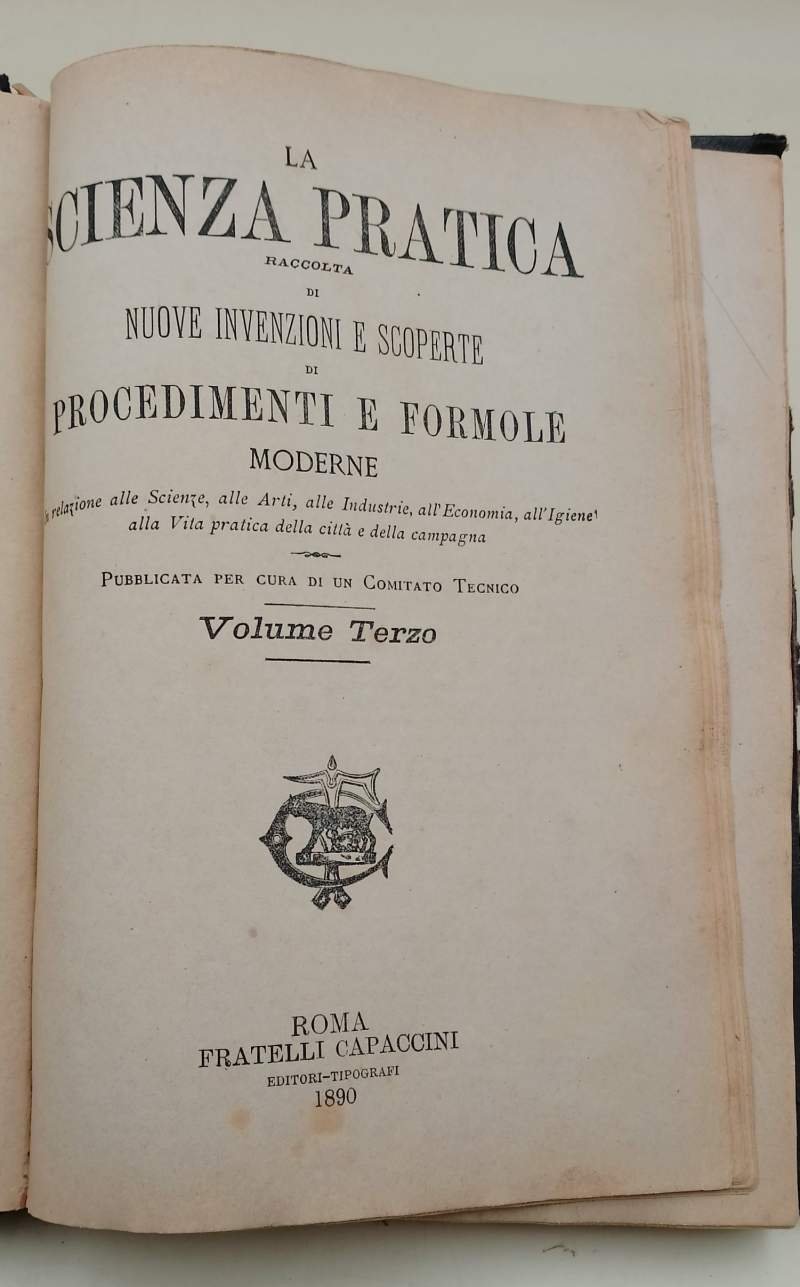 LA
SCIENZA PRATICA
RACCOLTA
DI
NUOVE INVENZIONI E SCOPERTE
DI
PROCEDIMENTI E FORMOLE
MODERNE
relazione alle Scienze, alle Arti, alle Industrie, all'Economia, all'Igiene
alla Vita pratica della città e della campagna
PUBBLICATA PER CURA DI UN COMITATO TECNICO
Volume Terzo
ROMA
FRATELLI CAPACCINI
EDITORI-TIPOGRAFI
1890